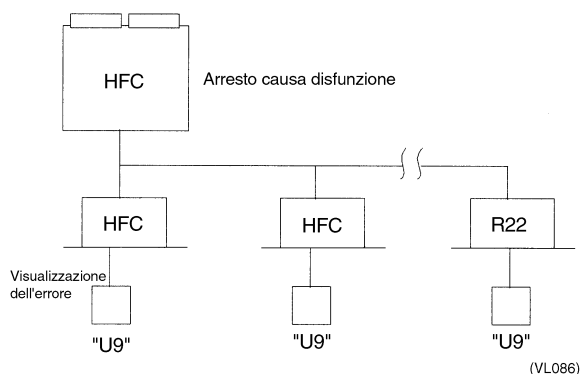 HFC
Arresto causa disfunzione
HFC
HFC
R22
Visualizzazione
dell'errore
"U9"
"U9"
"U9"
(VL086)